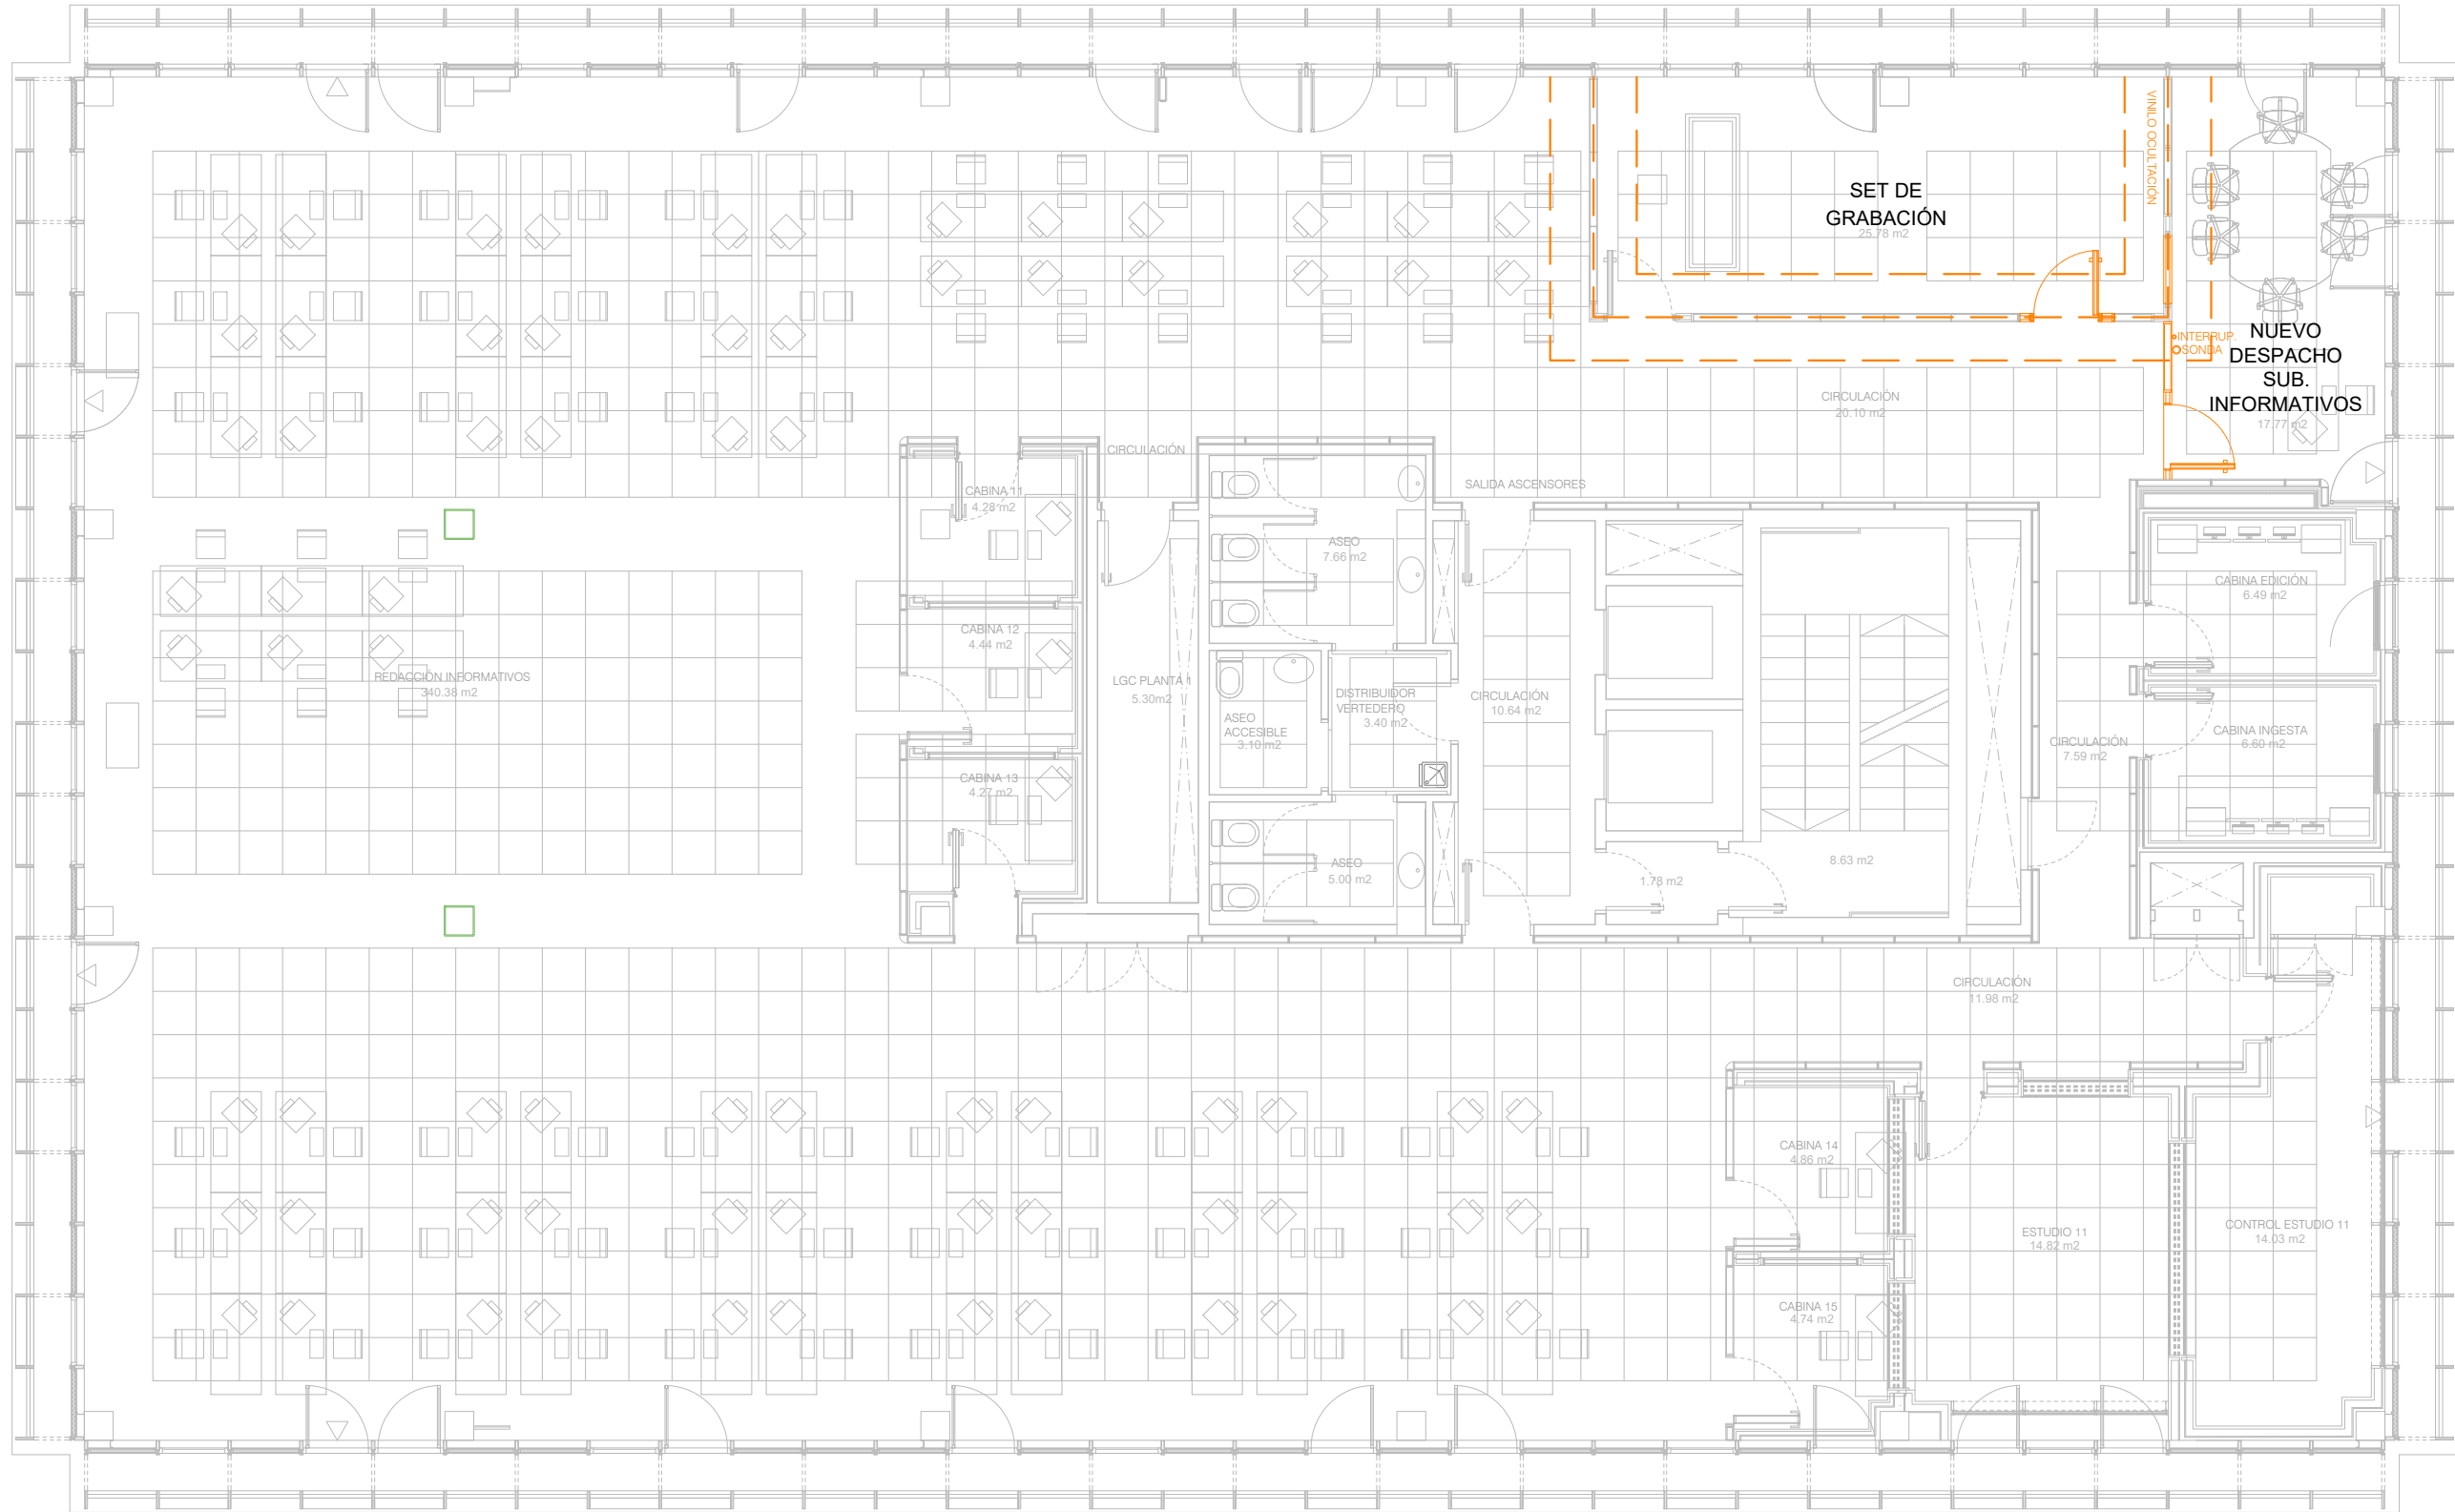 VINILO OCULTACIÓN
SET DE
GRABACIÓN
25.78 m2
INTERRUP.
SONDA
NUEVO
DESPACHO
SUB.
INFORMATIVOS
17.77 m2
CIRCULACIÓN
20.10 m2
CIRCULACIÓN
SALIDA ASCENSORES
CABINA 11
4.28 m2
ASEO
7.66 m2
CABINA EDICIÓN
6.49 m2
CABINA 12
4.44 m2
REDACCIÓN INFORMATIVOS
340.38 m2
LGC PLANTA 1
5.30m2
DISTRIBUIDOR
VERTEDERO
3.40 m2
ASEO
ACCESIBLE
3.10 m2
CIRCULACIÓN
10.64 m2
CIRCULACIÓN
7.59 m2
CABINA INGESTA
6.60 m2
CABINA 13
4.27 m2
ASEO
5.00 m2
1.78 m2
8.63 m2
CIRCULACIÓN
11.98 m2
CABINA 14
4.86 m2
ESTUDIO 11
14.82 m2
CONTROL ESTUDIO 11
14.03 m2
CABINA 15
4.74 m2